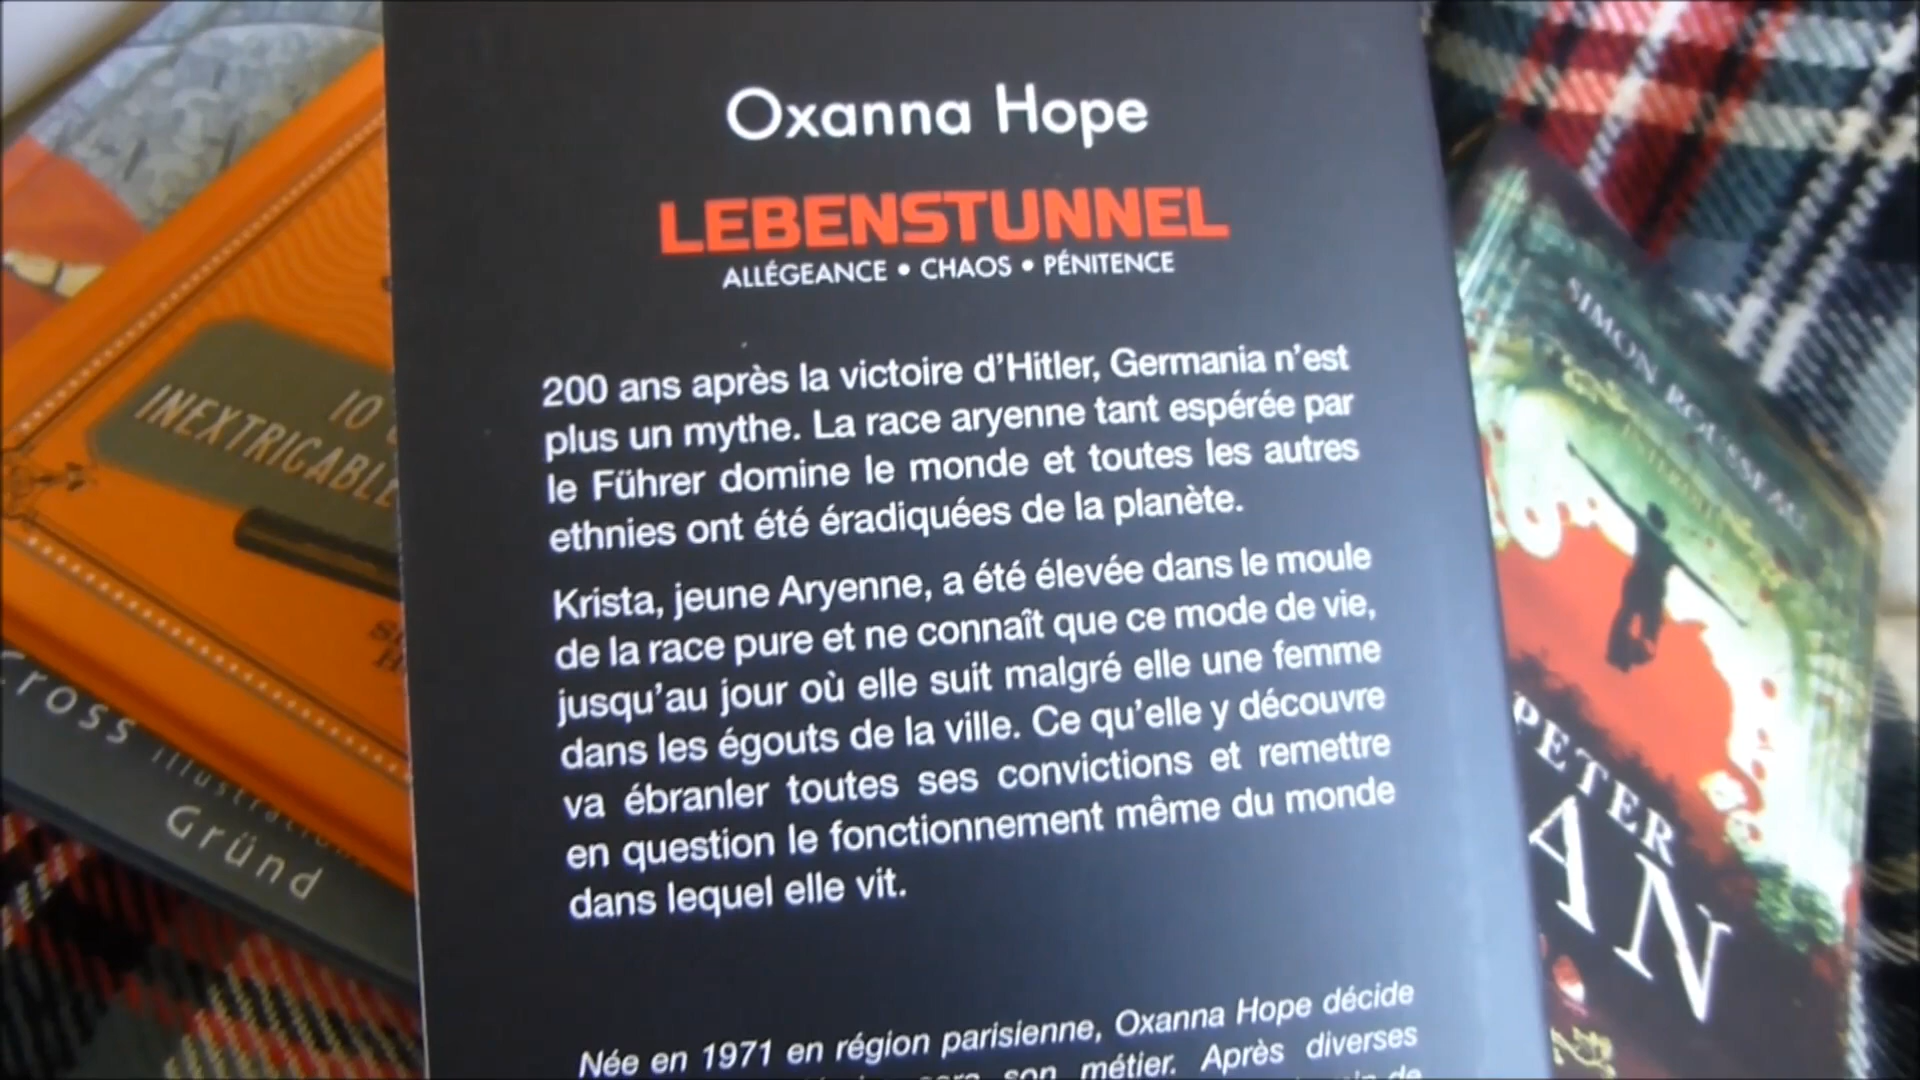 Oxanna Hope
LEBENSTUNNEL
ALLÉGEANCE • CHAOS • PÉNITENCE
200 ans après la victoire d'Hitler, Germania n'est
plus un mythe. La race aryenne tant espérée par
le Führer domine le monde et toutes les autres
ethnies ont été éradiquées de la planète.
Krista, jeune Aryenne, a été élevée dans le moule
de la race pure et ne connaît que ce mode de vie,
jusqu'au jour où elle suit malgré elle une femme
dans les égouts de la ville. Ce qu'elle y découvre
va ébranler toutes ses convictions et remettre
en question le fonctionnement même du monde
dans lequel elle vit.
Née en 1971 en région parisienne, Oxanna Hope décide
son métier. Après diverses
de
10
INEXTRICABLE
Gründ
SIMON ROUSSEAU
PETER
AN